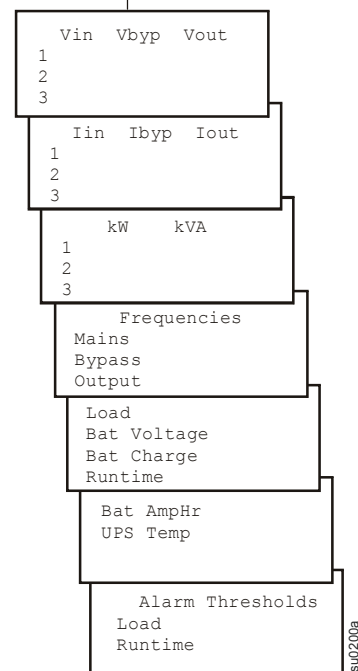 Vin Vbyp Vout
1
2
3
Iin Ibyp Iout
1
2
3
kW kVA
1
2
3
Frequencies
Mains
Bypass
Output
Load
Bat Voltage
Bat Charge
Runtime
Bat AmpHr
UPS Temp
Alarm Thresholds
Load
Runtime
su0200a